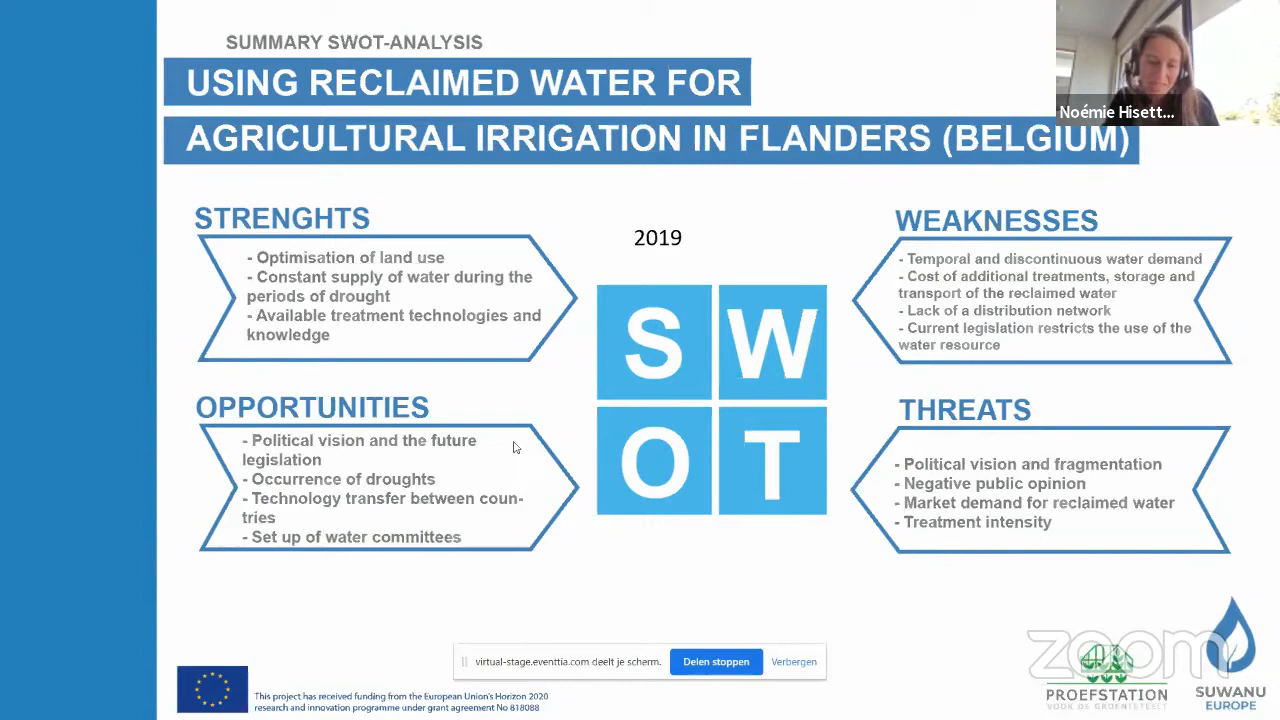 SUMMARY SWOT-ANALYSIS
USING RECLAIMED WATER FOR
AGRICULTURAL IRRIGATION IN FLANDERS (BELGIUM)
Noémie Hisett...
STRENGHTS
- Optimisation of land use
- Constant supply of water during the
periods of drought
- Available treatment technologies and
knowledge
2019
WEAKNESSES
- Temporal and discontinuous water demand
- Cost of additional treatments, storage and
transport of the reclaimed water
- Lack of a distribution network
- Current legislation restricts the use of the
water resource
S W
O T
OPPORTUNITIES
- Political vision and the future
legislation
- Occurrence of droughts
- Technology transfer between coun-
tries
- Set up of water committees
THREATS
- Political vision and fragmentation
- Negative public opinion
- Market demand for reclaimed water
- Treatment intensity
virtual-stage.eventtia.com deelt je scherm.
Delen stoppen
Verbergen
This project has received funding from the European Union's Horizon 2020
research and innovation programme under grant agreement No 818088
zoom
PROEFSTATION
VOOR DE GROENTETEELT
SUWANU
EUROPE